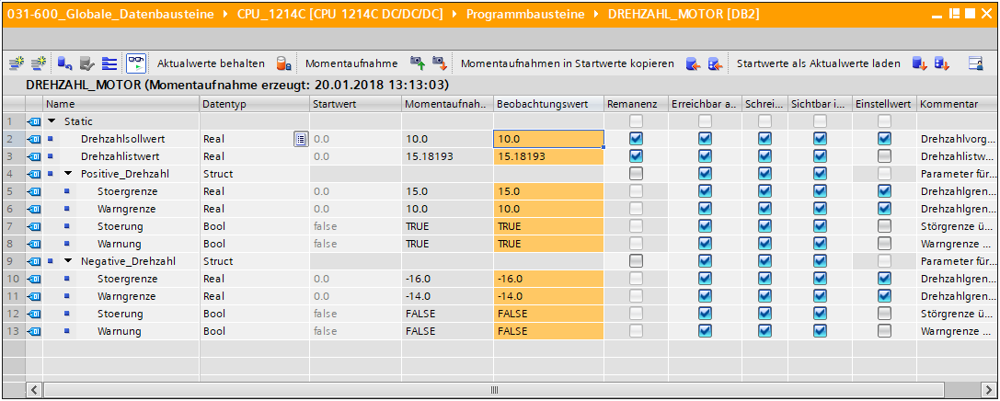 031-600_Globale_Datenbausteine CPU_1214C [CPU 1214C DC/DC/DC] Programmbausteine DREHZAHL_MOTOR [DB2]
Aktualwerte behalten Momentaufnahme Momentaufnahmen in Startwerte kopieren Startwerte als Aktualwerte laden
DREHZAHL_MOTOR (Momentaufnahme erzeugt: 20.01.2018 13:13:03)
Name Datentyp Startwert Momentaufnah.. Beobachtungswert Remanenz Erreichbar a.. Schrei... Sichtbar i... Einstellwert Kommentar
1 Static
2 Drehzahlsollwert Real 0.0 10.0 10.0 Drehzahlvorg...
3 Drehzahlistwert Real 0.0 15.18193 15.18193 Drehzahlistw...
4 Positive_Drehzahl Struct Parameter für...
5 Stoergrenze Real 0.0 15.0 15.0 Drehzahlgren...
6 Warngrenze Real 0.0 10.0 10.0 Drehzahlgren...
7 Stoerung Bool false TRUE TRUE Störgrenze ü...
8 Warnung Bool false TRUE TRUE Warngrenze ...
9 Negative_Drehzahl Struct Parameter für...
10 Stoergrenze Real 0.0 -16.0 -16.0 Drehzahlgren...
11 Warngrenze Real 0.0 -14.0 -14.0 Drehzahlgren...
12 Stoerung Bool false FALSE FALSE Störgrenze ü...
13 Warnung Bool false FALSE FALSE Warngrenze ...